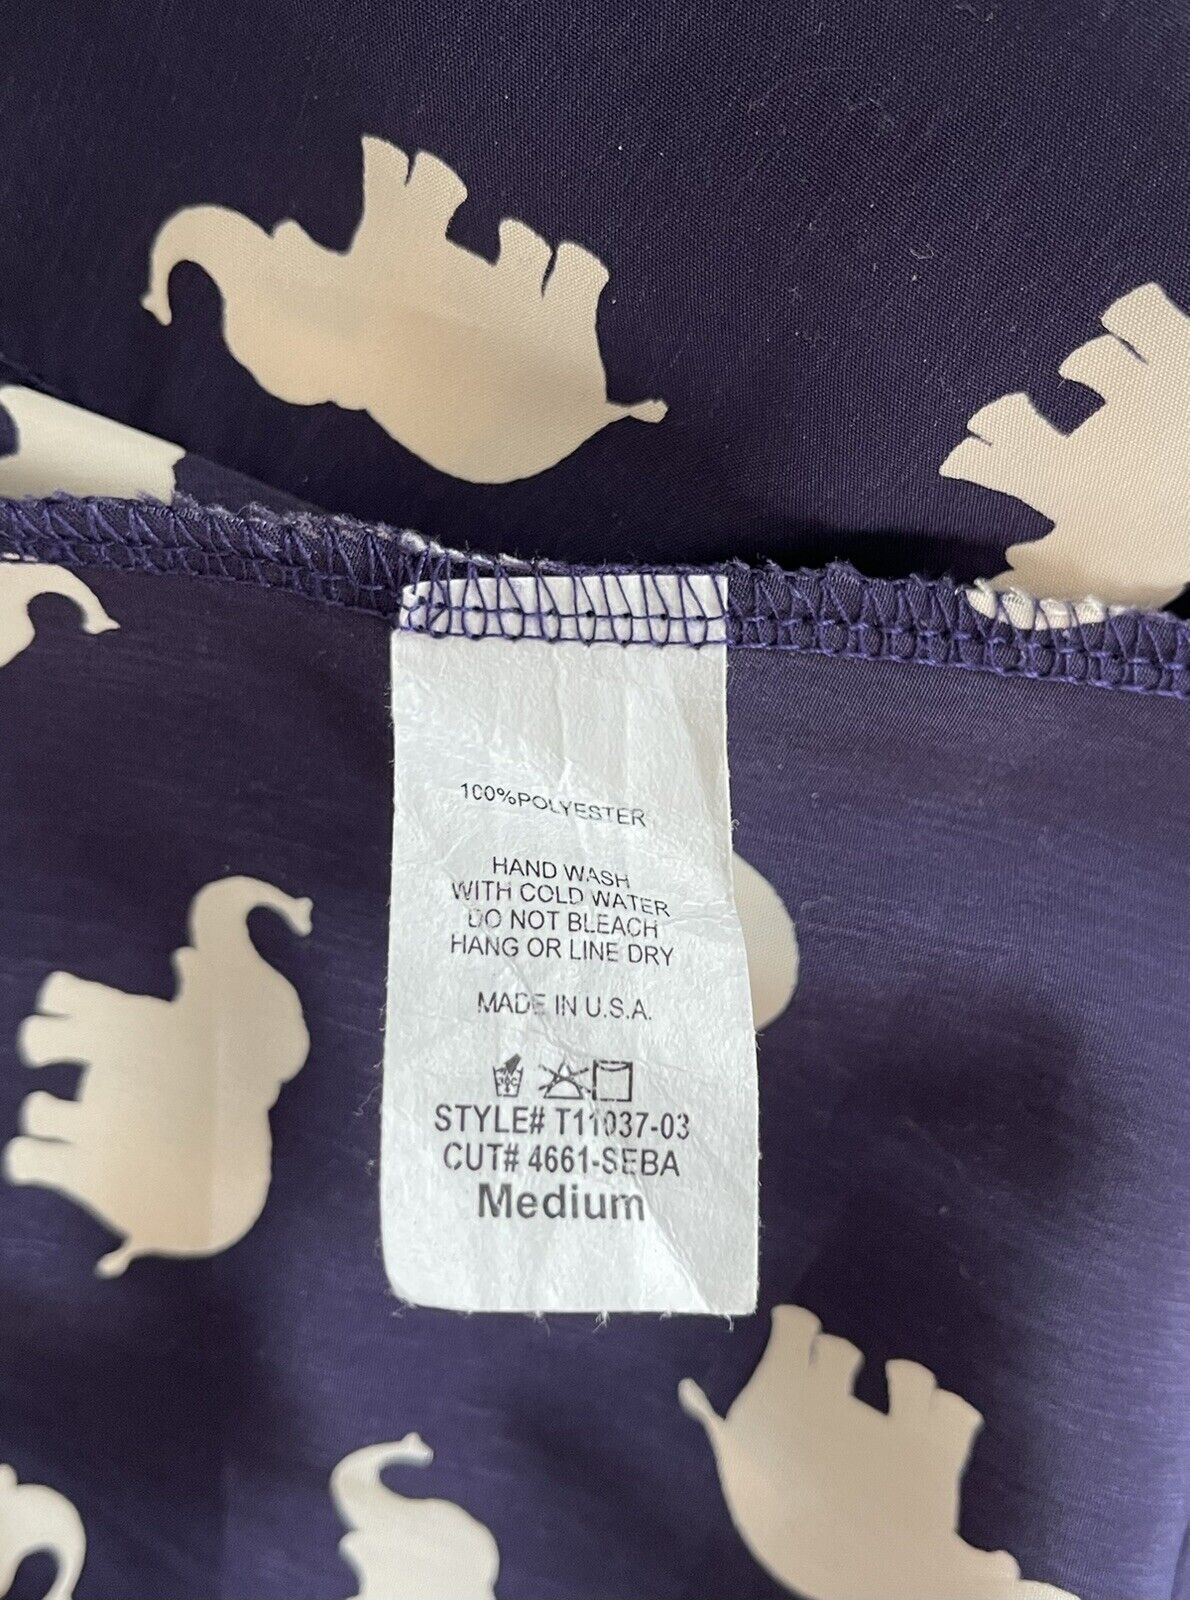 100%POLYESTER
HAND WASH
WITH COLD WATER
DO NOT BLEACH
HANG OR LINE DRY
MADE IN U.S.A.
STYLE# T11037-03
CUT# 4661-SEBA
Medium